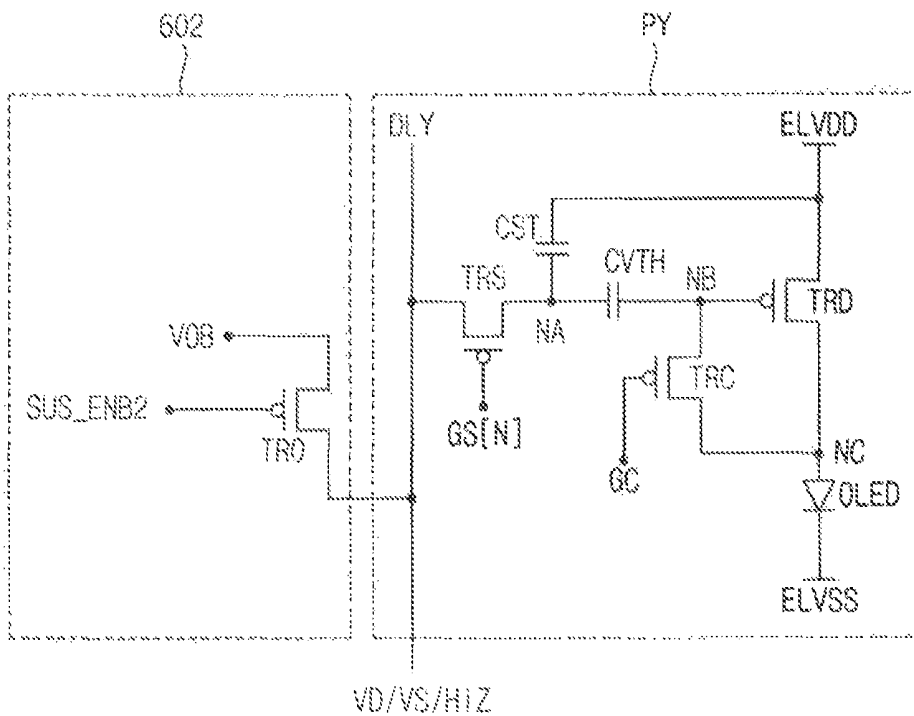 602
PY
DLY
ELVDD
CST
TRS
CVTH
NB
TRD
NA
VOB
TRC
SUS_ENB2
TRO
GS[N]
GC
NC
OLED
ELVSS
VD/VS/HIZ